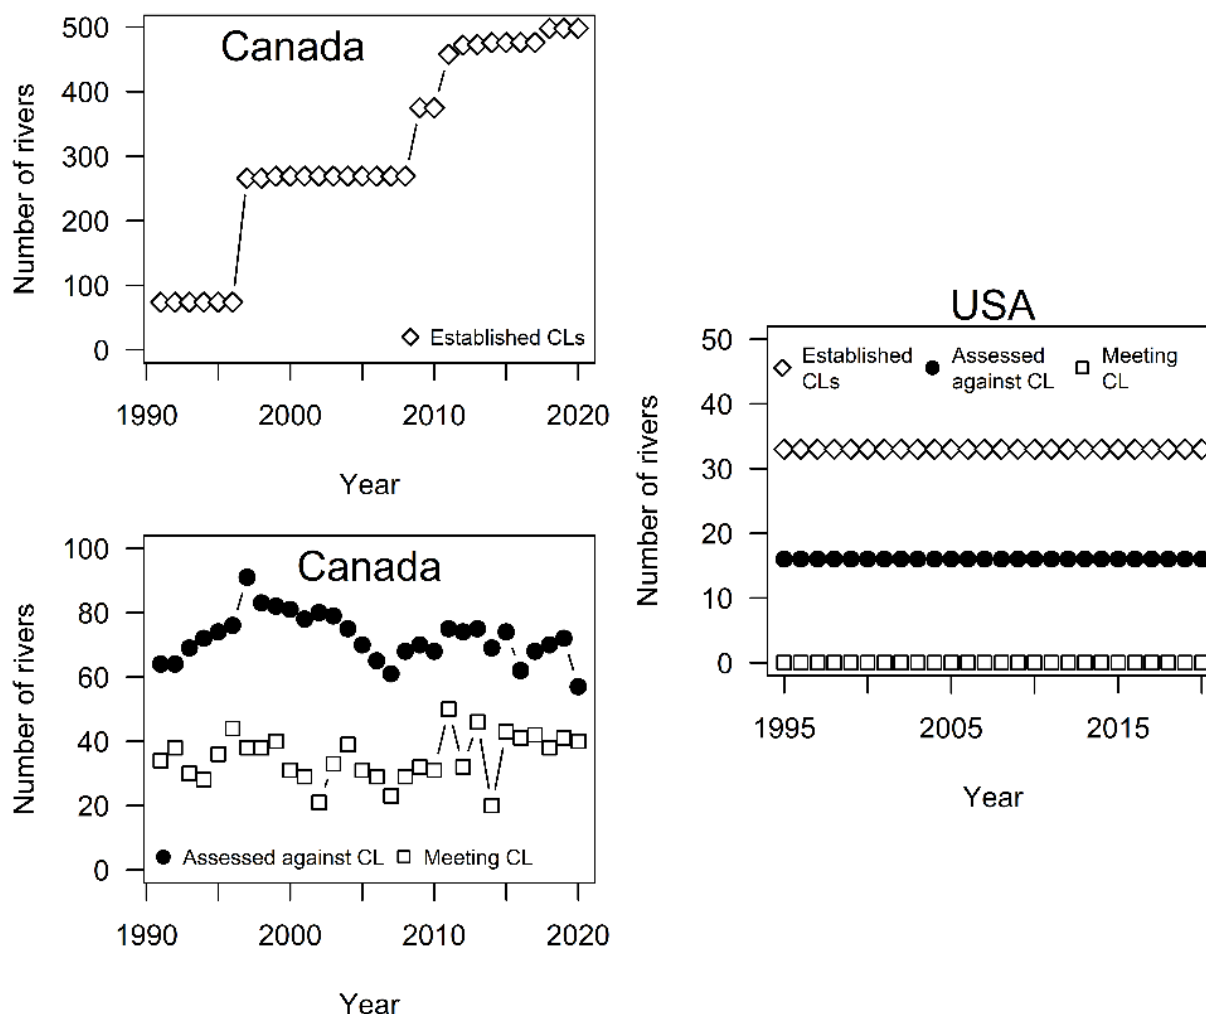 Canada
Number of rivers
500
400
300
200
100
0
Established CLs
1990
2000
2010
2020
Year
Canada
Number of rivers
100
80
60
40
20
0
Assessed against CL
Meeting CL
1990
2000
2010
2020
Year
USA
Number of rivers
50
40
30
20
10
0
Established
CLs
Assessed
against CL
Meeting
CL
1995
2005
2015
Year